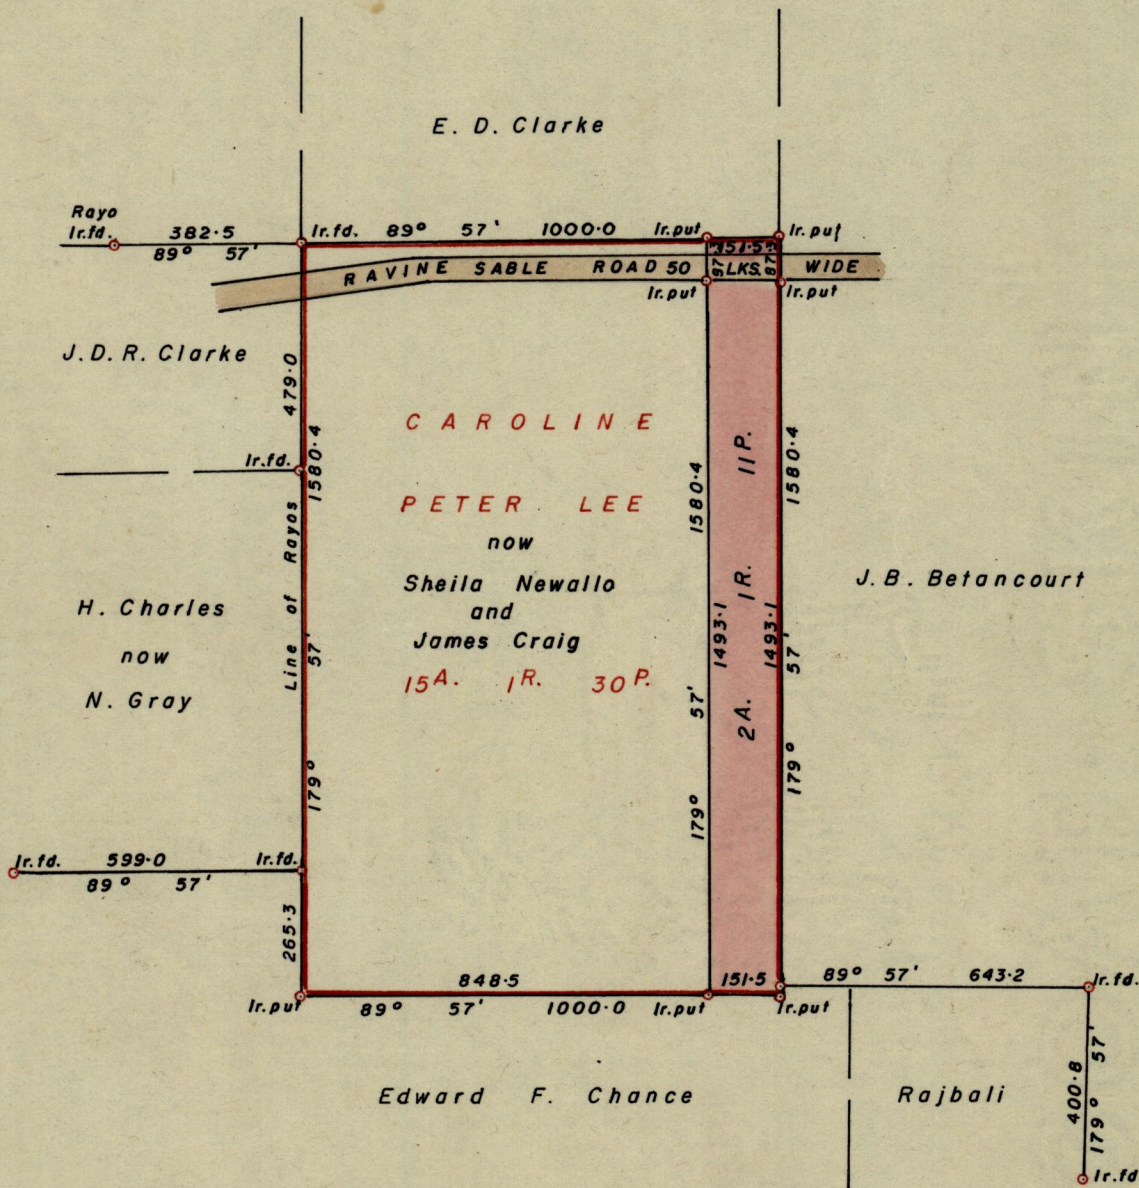 E. D. Clarke
Rayo
Ir.fd. 382·5
89° 57'
Ir.fd. 89° 57' 1000·0 Ir.put
Ir.put
151·5
87·3
87·3
RAVINE SABLE ROAD 50 LKS. WIDE
Ir.put
Ir.put
J. D. R. Clarke
479·0
Ir.fd.
1580·4
Line of Rayos
57'
179°
CAROLINE
PETER LEE
now
Sheila Newallo
and
James Craig
15A. 1R. 30P.
1580·4
1493·1
57'
179°
2A. 1R. 11P.
1580·4
1493·1
57'
179°
J. B. Betancourt
H. Charles
now
N. Gray
Ir.fd. 599·0 Ir.fd.
89° 57'
265·3
848·5
151·5
89° 57' 643·2 Ir.fd.
Ir.put 89° 57' 1000·0 Ir.put Ir.put
Edward F. Chance
Rajbali
400·8
179° 57'
Ir.fd